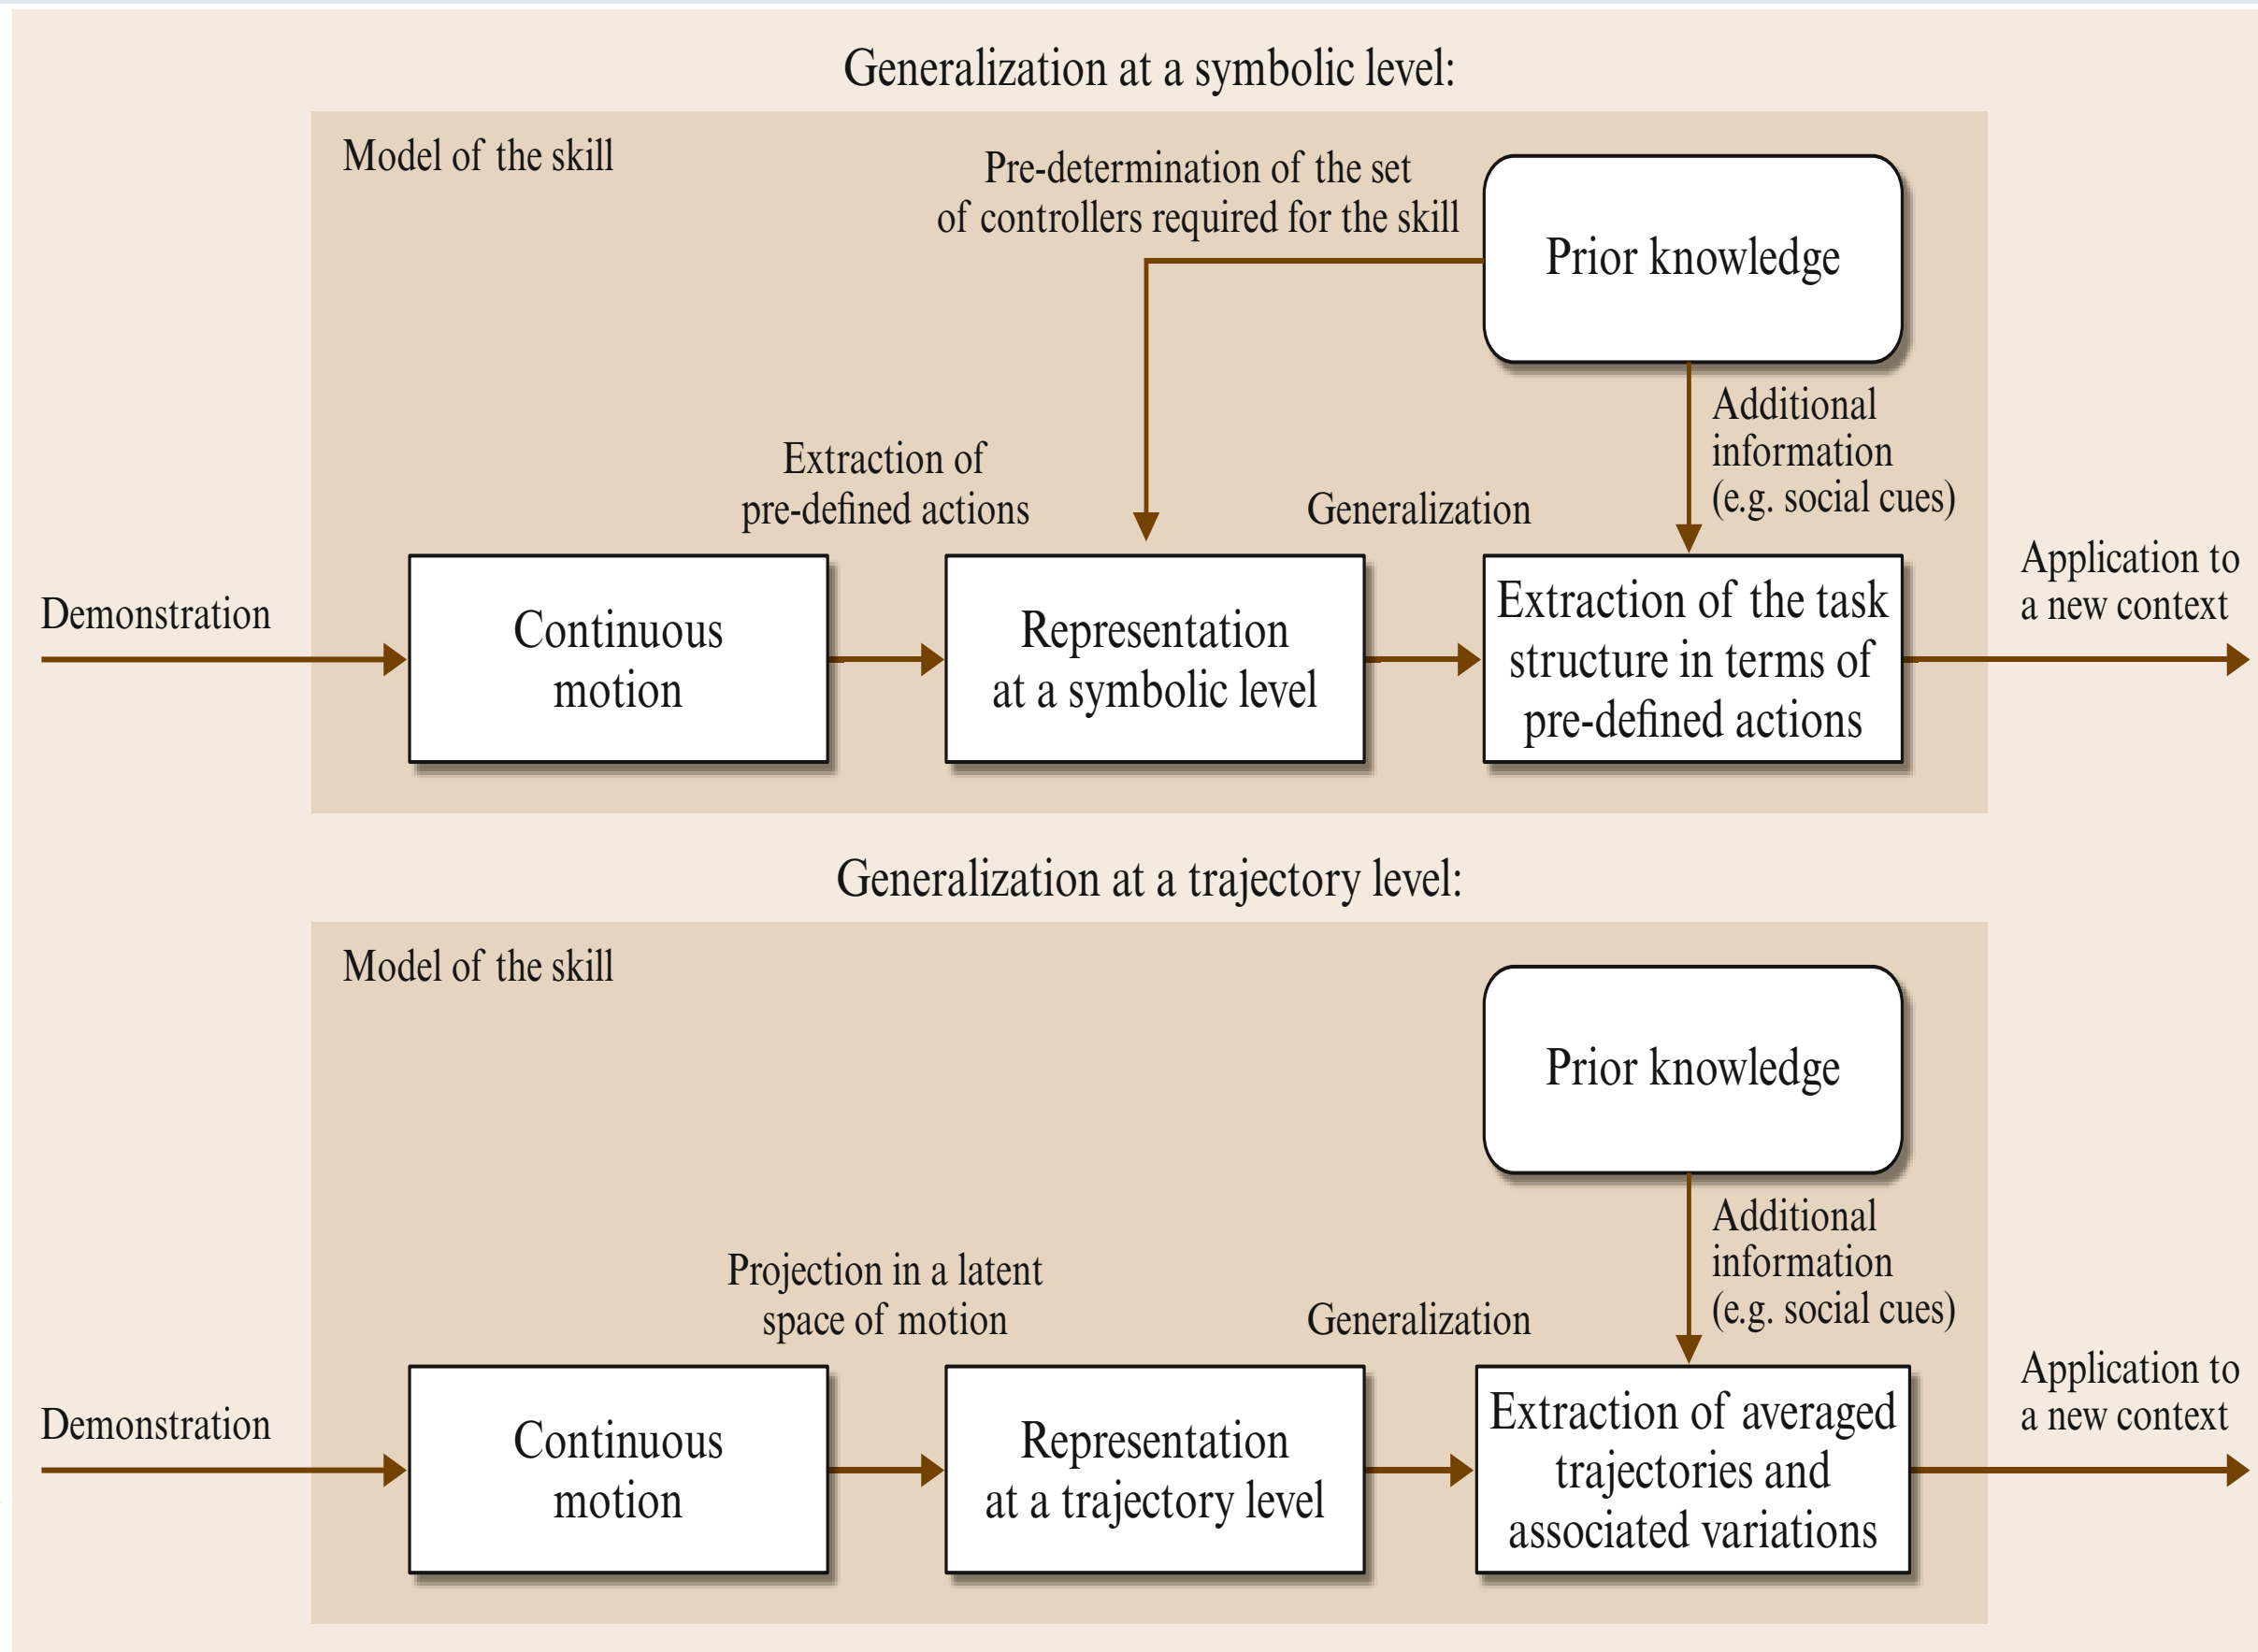 Generalization at a symbolic level:
Model of the skill
Pre-determination of the set
of controllers required for the skill
Prior knowledge
Additional
information
(e.g. social cues)
Extraction of
pre-defined actions
Generalization
Demonstration
Continuous
motion
Representation
at a symbolic level
Extraction of the task
structure in terms of
pre-defined actions
Application to
a new context
Generalization at a trajectory level:
Model of the skill
Prior knowledge
Additional
information
(e.g. social cues)
Projection in a latent
space of motion
Generalization
Demonstration
Continuous
motion
Representation
at a trajectory level
Extraction of averaged
trajectories and
associated variations
Application to
a new context